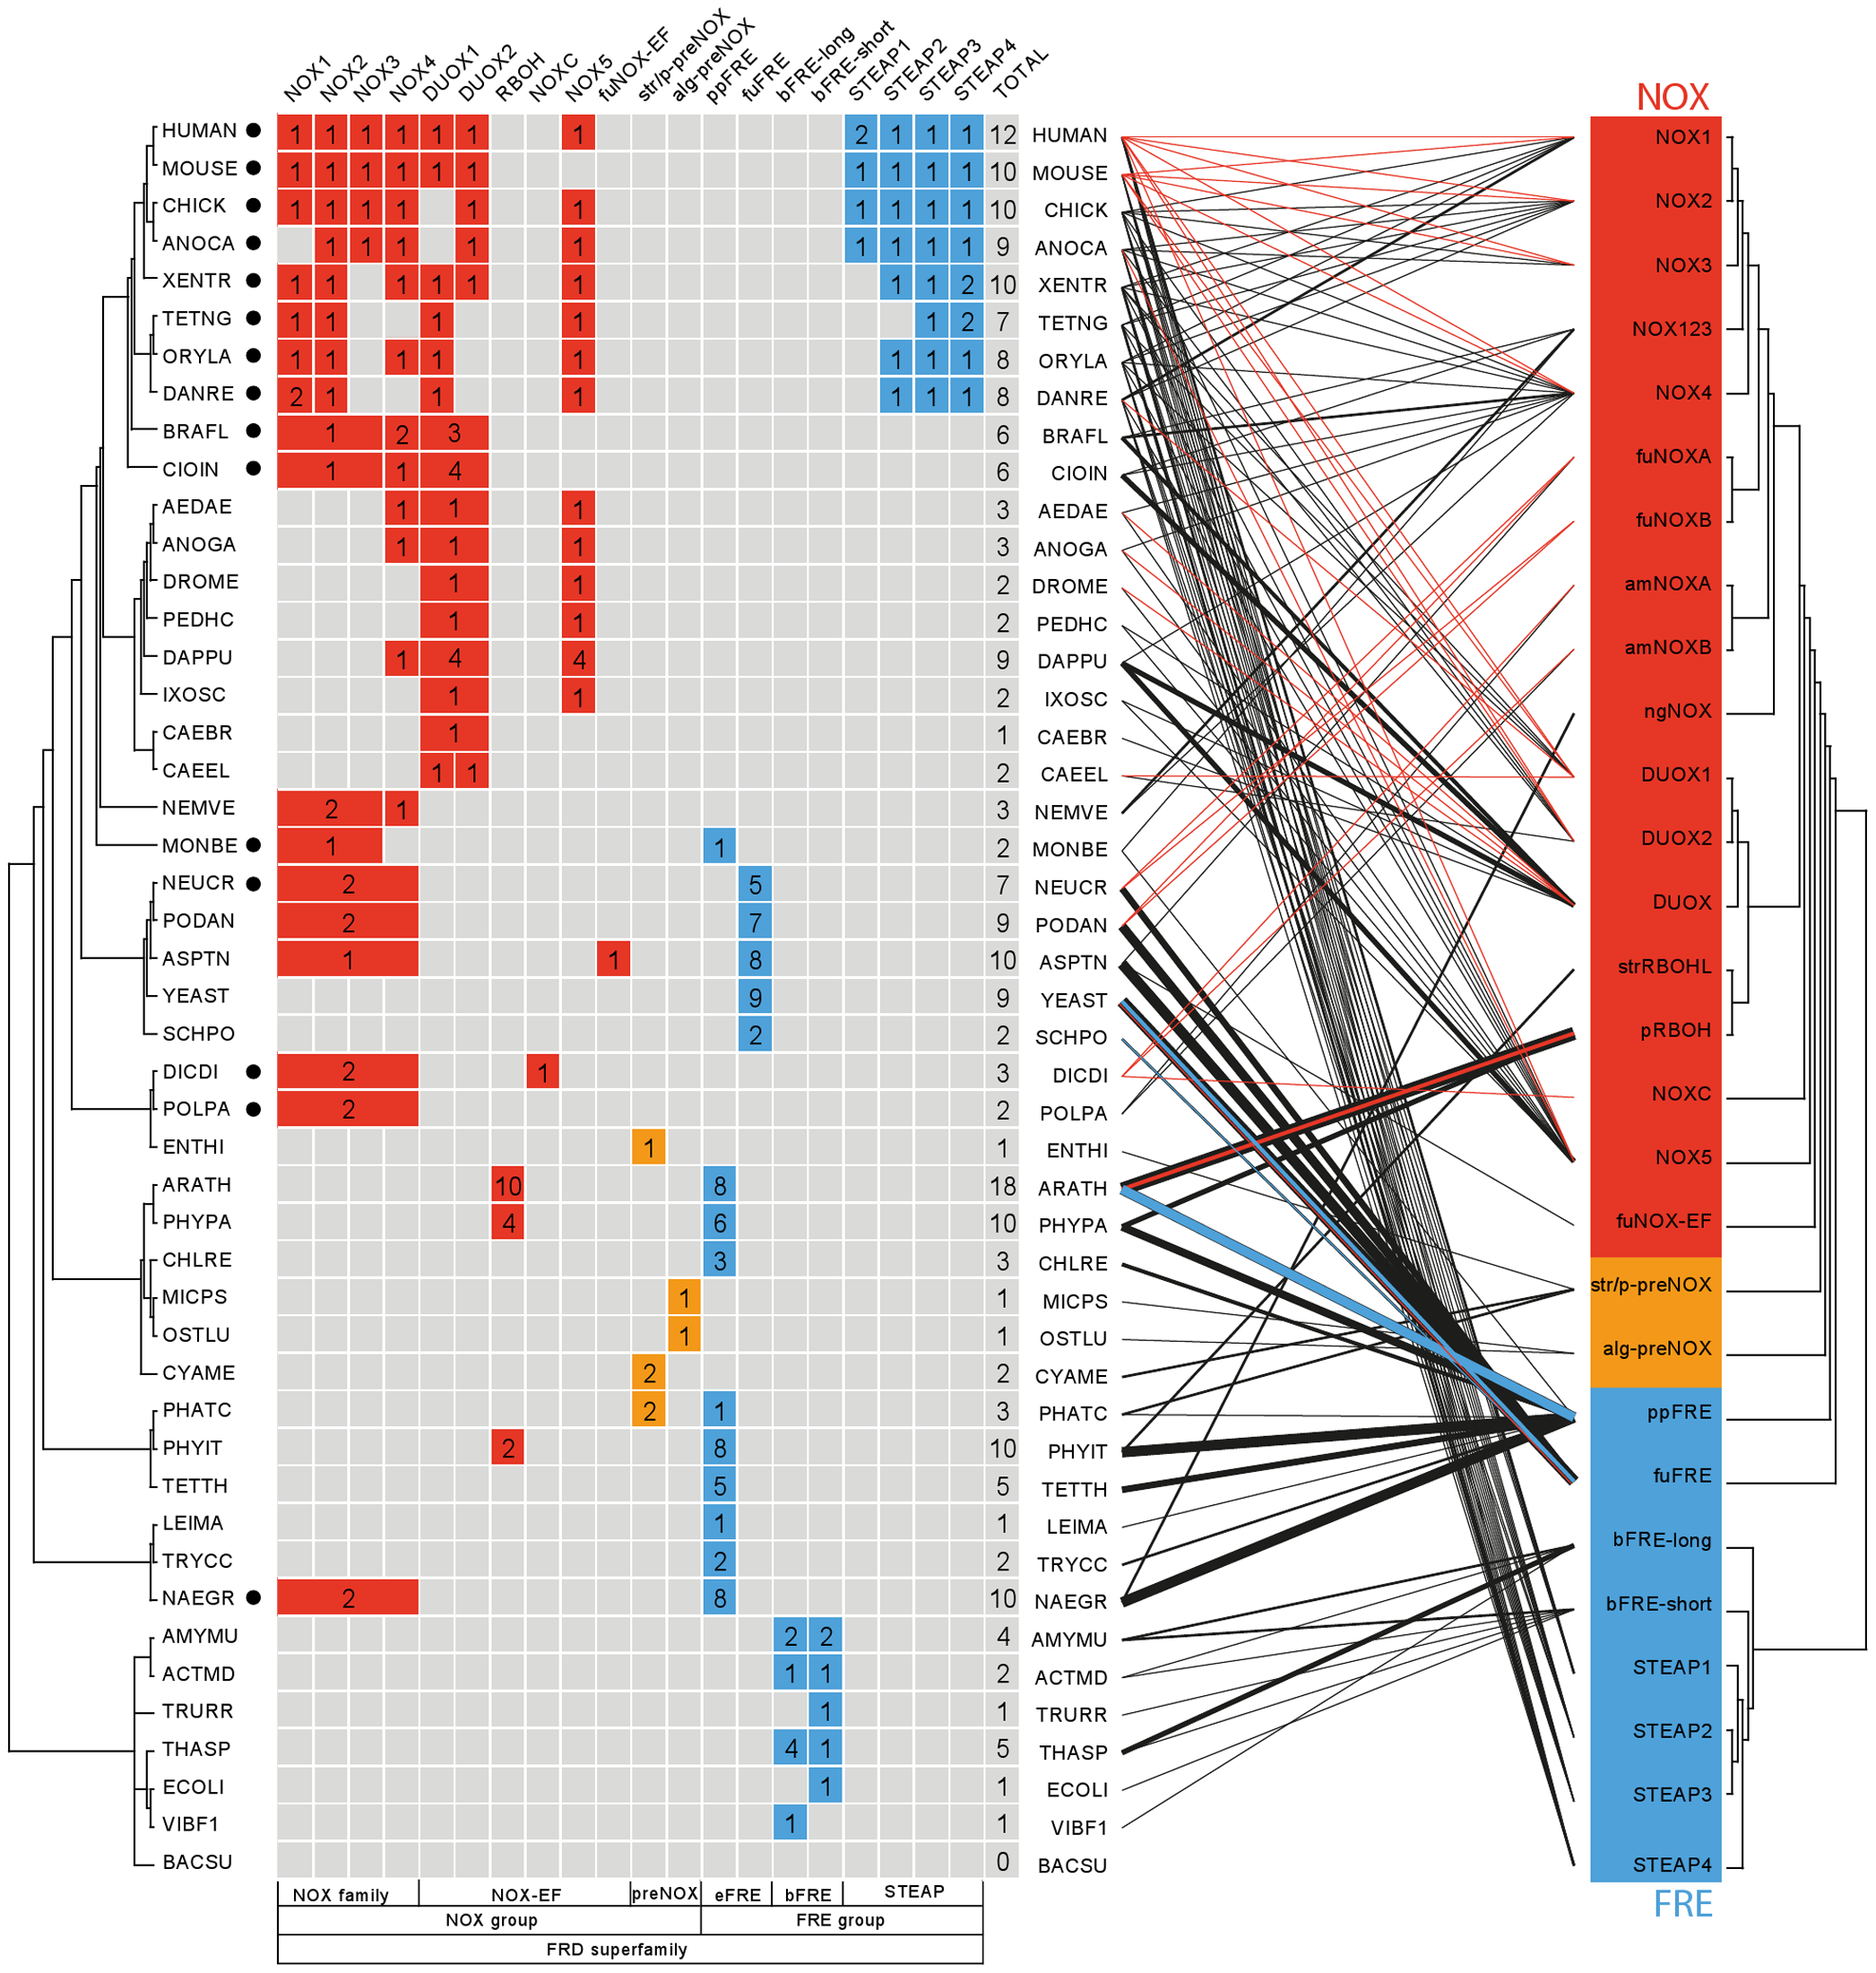 NOX1 NOX2 NOX3 NOX4 DUOX1 DUOX2 RBOH NOXC NOX5 fuNOX-EF str/p-preNOX alg-preNOX ppFRE fuFRE bFRE-long bFRE-short STEAP1 STEAP2 STEAP3 STEAP4 TOTAL
HUMAN 1 1 1 1 1 1 1 2 1 1 1 12
MOUSE 1 1 1 1 1 1 1 1 1 1 10
CHICK 1 1 1 1 1 1 1 1 1 1 10
ANOCA 1 1 1 1 1 1 1 1 1 9
XENTR 1 1 1 1 1 1 1 1 2 10
TETNG 1 1 1 1 1 2 7
ORYLA 1 1 1 1 1 1 1 1 8
DANRE 2 1 1 1 1 1 1 8
BRAFL 1 2 3 6
CIOIN 1 1 4 6
AEDAE 1 1 1 3
ANOGA 1 1 1 3
DROME 1 1 2
PEDHC 1 1 2
DAPPU 1 4 4 9
IXOSC 1 1 2
CAEBR 1 1
CAEEL 1 1 2
NEMVE 2 1 3
MONBE 1 1 2
NEUCR 2 5 7
PODAN 2 7 9
ASPTN 1 1 8 10
YEAST 9 9
SCHPO 2 2
DICDI 2 1 3
POLPA 2 2
ENTHI 1 1
ARATH 10 8 18
PHYPA 4 6 10
CHLRE 3 3
MICPS 1 1
OSTLU 1 1
CYAME 2 2
PHATC 2 1 3
PHYIT 2 8 10
TETTH 5 5
LEIMA 1 1
TRYCC 2 2
NAEGR 2 8 10
AMYMU 2 2 4
ACTMD 1 1 2
TRURR 1 1
THASP 4 1 5
ECOLI 1 1
VIBF1 1 1
BACSU 0
NOX family NOX-EF preNOX eFRE bFRE STEAP
NOX group FRE group
FRD superfamily
HUMAN
MOUSE
CHICK
ANOCA
XENTR
TETNG
ORYLA
DANRE
BRAFL
CIOIN
AEDAE
ANOGA
DROME
PEDHC
DAPPU
IXOSC
CAEBR
CAEEL
NEMVE
MONBE
NEUCR
PODAN
ASPTN
YEAST
SCHPO
DICDI
POLPA
ENTHI
ARATH
PHYPA
CHLRE
MICPS
OSTLU
CYAME
PHATC
PHYIT
TETTH
LEIMA
TRYCC
NAEGR
AMYMU
ACTMD
TRURR
THASP
ECOLI
VIBF1
BACSU
NOX
NOX1
NOX2
NOX3
NOX123
NOX4
fuNOXA
fuNOXB
amNOXA
amNOXB
ngNOX
DUOX1
DUOX2
DUOX
strRBOHL
pRBOH
NOXC
NOX5
fuNOX-EF
str/p-preNOX
alg-preNOX
ppFRE
fuFRE
bFRE-long
bFRE-short
STEAP1
STEAP2
STEAP3
STEAP4
FRE